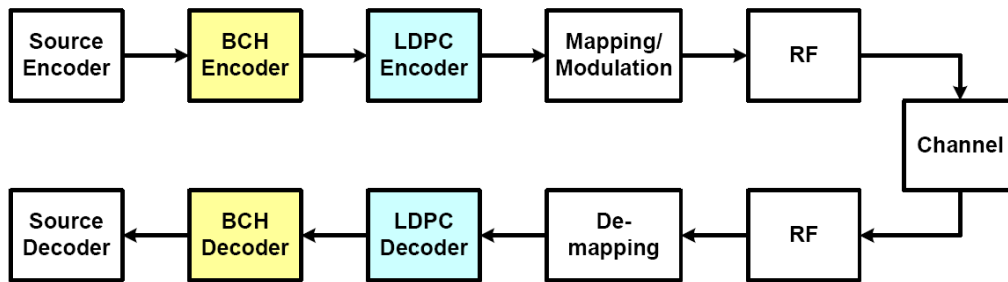 Source
Encoder
BCH
Encoder
LDPC
Encoder
Mapping/
Modulation
RF
Channel
Source
Decoder
BCH
Decoder
LDPC
Decoder
De-
mapping
RF